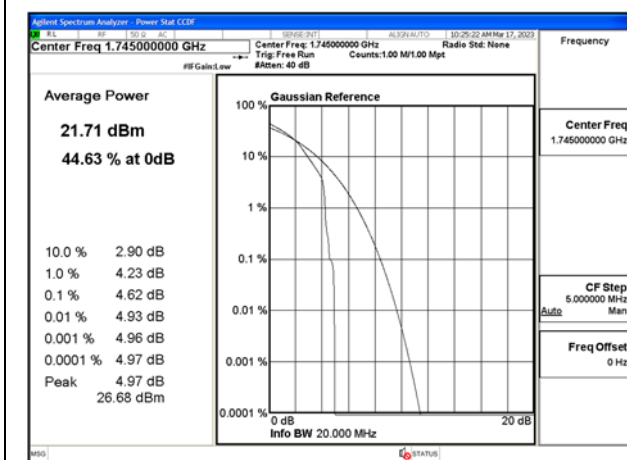 Agilent Spectrum Analyzer - Power Stat CCDF
RL RF 50 Ω AC SENSE:INT ALIGN AUTO 10:25:22 AM Mar 17, 2023
Center Freq 1.745000000 GHz
Center Freq: 1.745000000 GHz Radio Std: None
Trig: Free Run Counts:1.00 M/1.00 Mpt
#IFGain:Low #Atten: 40 dB
Frequency
Average Power
21.71 dBm
44.63 % at 0dB
10.0 % 2.90 dB
1.0 % 4.23 dB
0.1 % 4.62 dB
0.01 % 4.93 dB
0.001 % 4.96 dB
0.0001 % 4.97 dB
Peak 4.97 dB
26.68 dBm
Gaussian Reference
100 %
10 %
1 %
0.1 %
0.01 %
0.001 %
0.0001 %
0 dB 20 dB
Info BW 20.000 MHz
Center Freq
1.745000000 GHz
CF Step
5.000000 MHz
Auto Man
Freq Offset
0 Hz
MSG STATUS